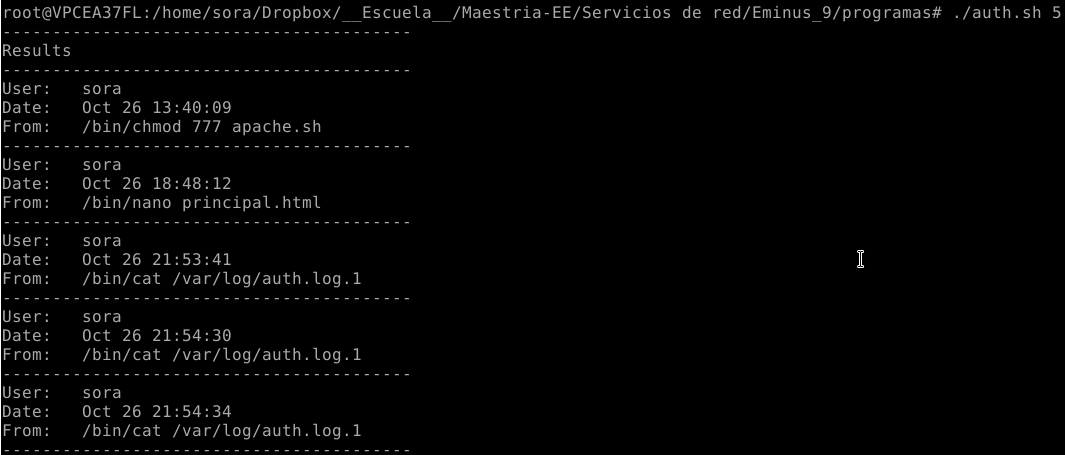 root@VPCEA37FL:/home/sora/Dropbox/__Escuela__/Maestria-EE/Servicios de red/Eminus_9/programas# ./auth.sh 5
-----------------------------------------
Results
-----------------------------------------
User:   sora
Date:   Oct 26 13:40:09
From:   /bin/chmod 777 apache.sh
-----------------------------------------
User:   sora
Date:   Oct 26 18:48:12
From:   /bin/nano principal.html
-----------------------------------------
User:   sora
Date:   Oct 26 21:53:41
From:   /bin/cat /var/log/auth.log.1
-----------------------------------------
User:   sora
Date:   Oct 26 21:54:30
From:   /bin/cat /var/log/auth.log.1
-----------------------------------------
User:   sora
Date:   Oct 26 21:54:34
From:   /bin/cat /var/log/auth.log.1
-----------------------------------------